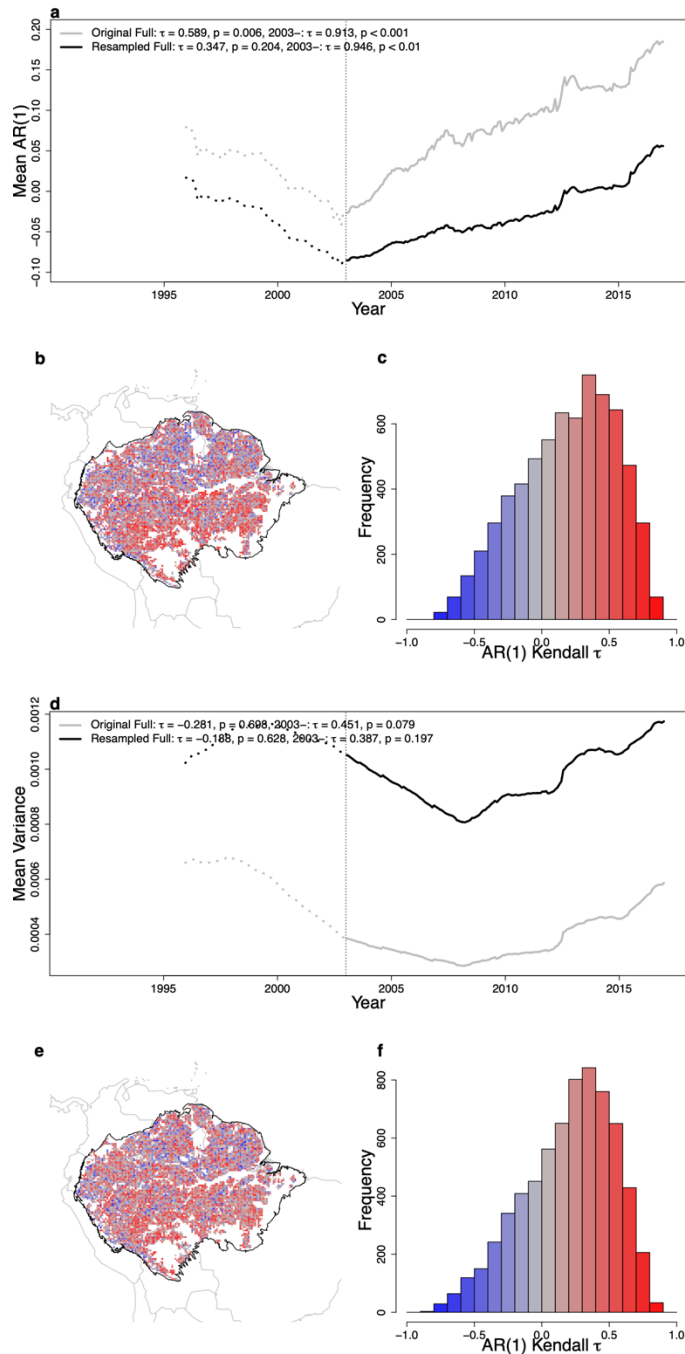 a
Original Full: τ = 0.589, p = 0.006, 2003−: τ = 0.913, p < 0.001
Resampled Full: τ = 0.347, p = 0.204, 2003−: τ = 0.946, p < 0.01
Mean AR(1)
0.20
0.15
0.10
0.05
0.00
−0.05
−0.10
1995 2000 2005 2010 2015
Year
b
c
Frequency
600
400
200
0
−1.0 −0.5 0.0 0.5 1.0
AR(1) Kendall τ
d
Original Full: τ = −0.281, p = 0.698, 2003−: τ = 0.451, p = 0.079
Resampled Full: τ = −0.188, p = 0.628, 2003−: τ = 0.387, p = 0.197
Mean Variance
0.0012
0.0010
0.0008
0.0006
0.0004
1995 2000 2005 2010 2015
Year
e
f
Frequency
800
600
400
200
0
−1.0 −0.5 0.0 0.5 1.0
AR(1) Kendall τ